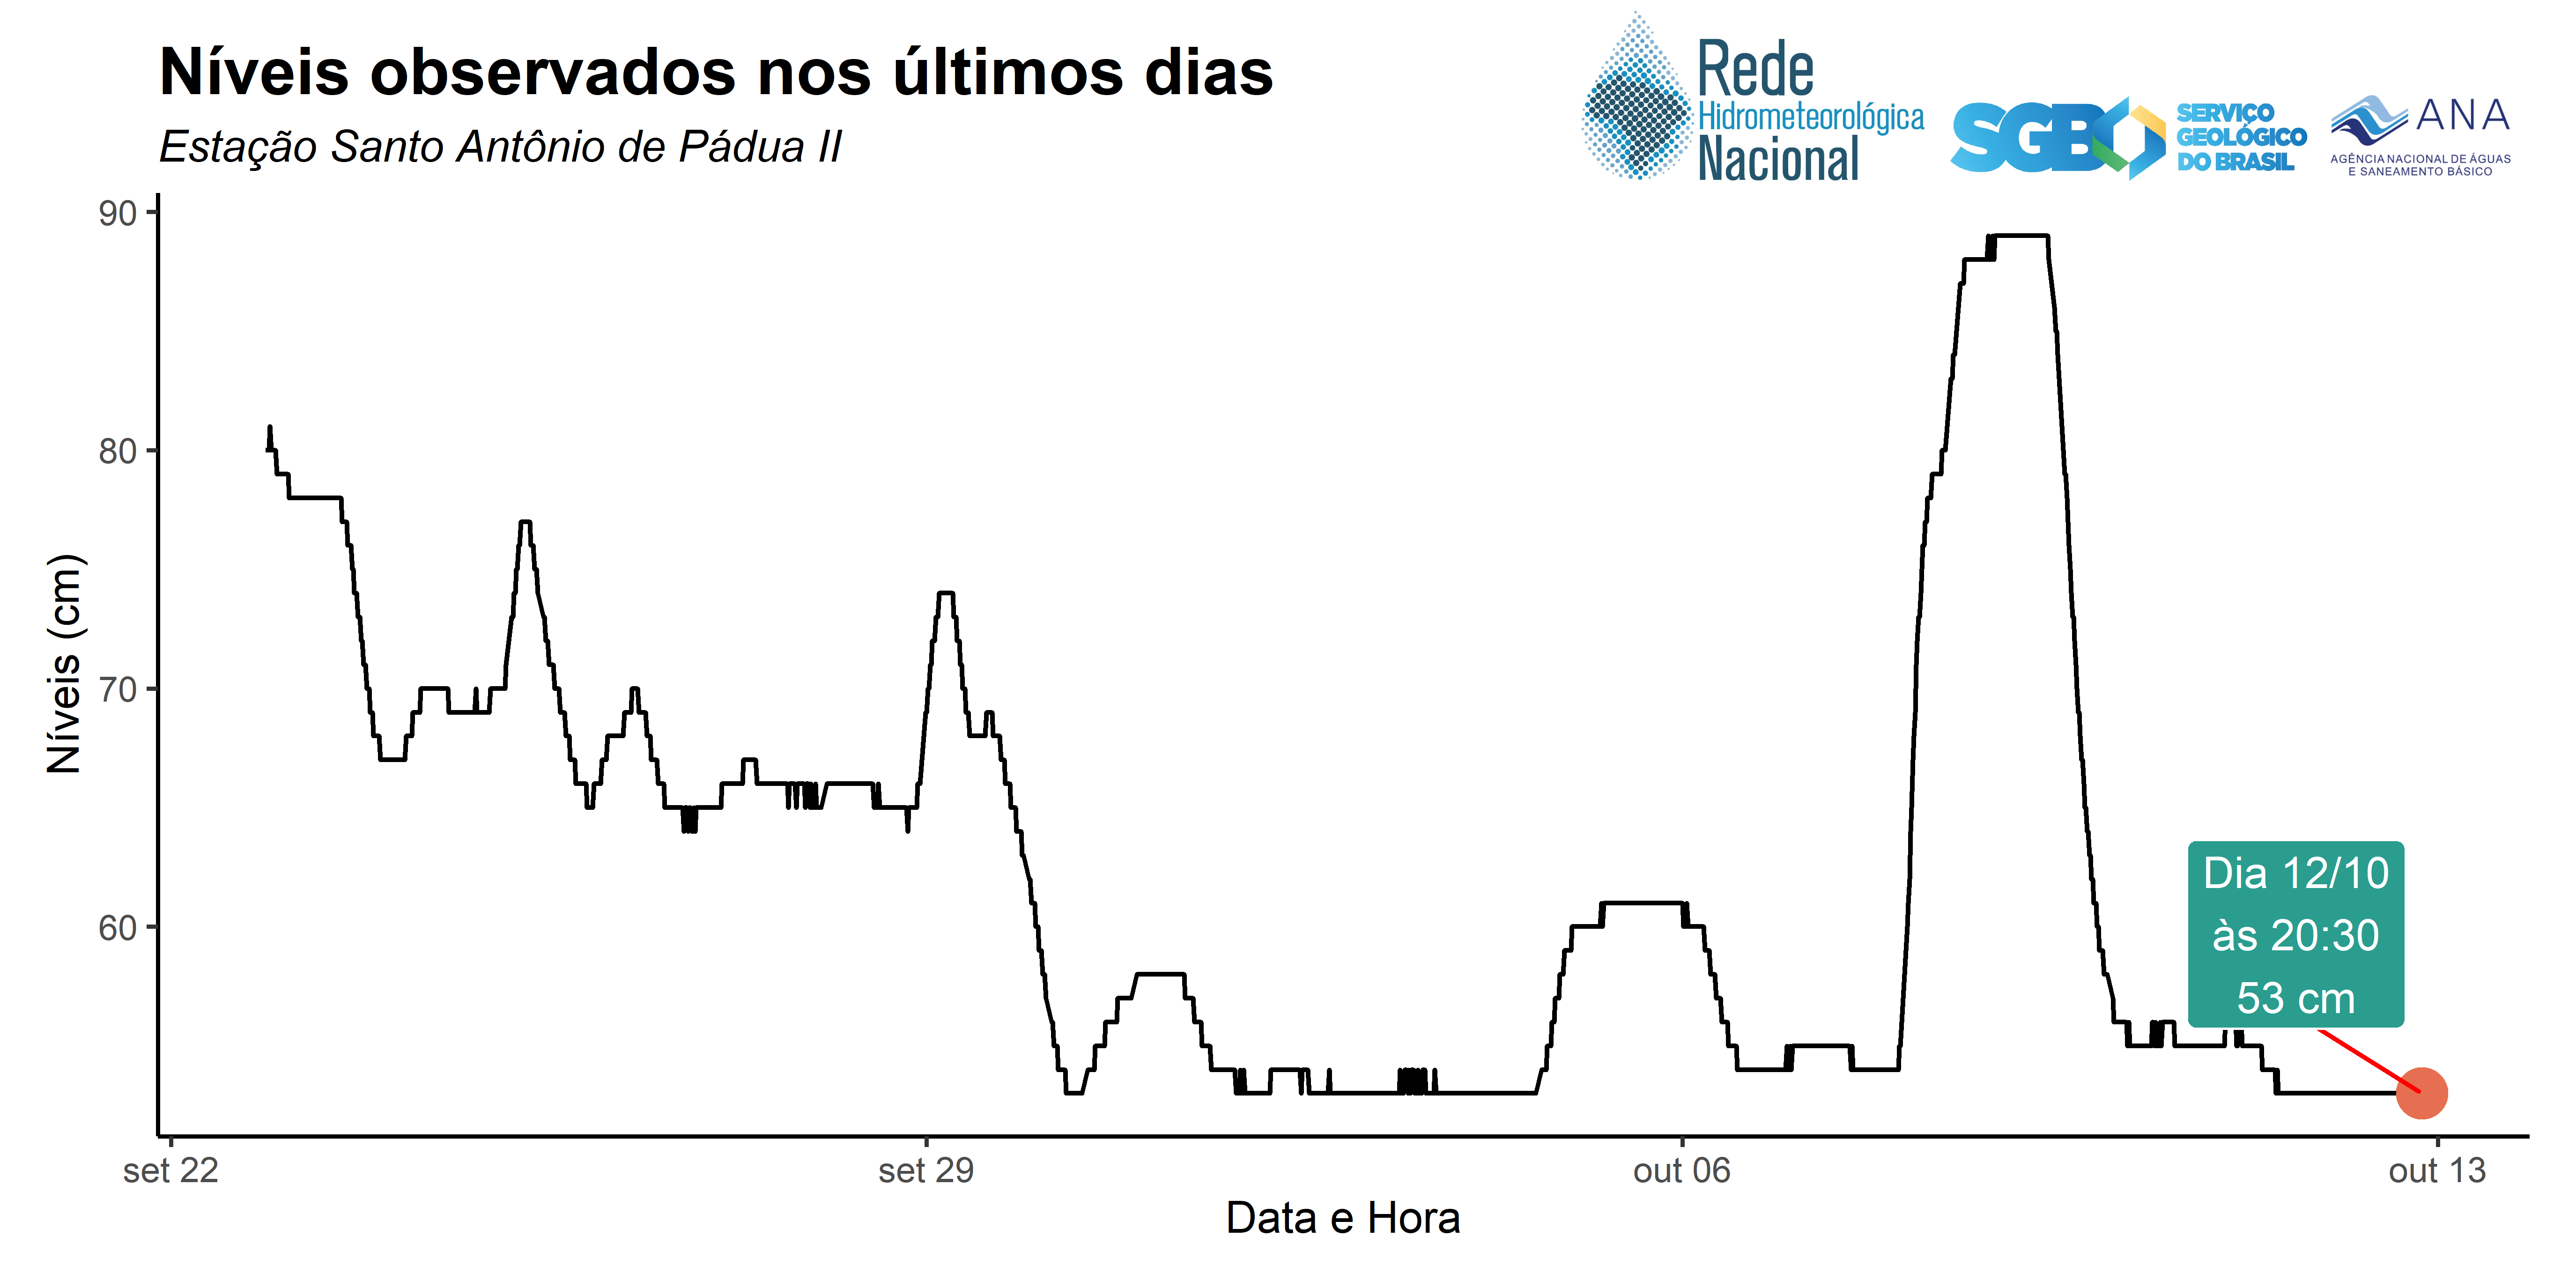 Níveis observados nos últimos dias
Estação Santo Antônio de Pádua II
Rede
Hidrometeorológica
Nacional
SGB
SERVIÇO
GEOLÓGICO
DO BRASIL
ANA
AGÊNCIA NACIONAL DE ÁGUAS
E SANEAMENTO BÁSICO
90
80
70
60
Níveis (cm)
Dia 12/10
às 20:30
53 cm
set 22
set 29
out 06
out 13
Data e Hora